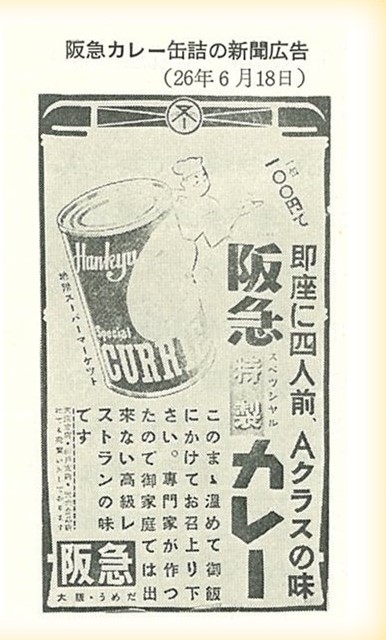 阪急カレー缶詰の新聞広告
(26年6月18日)
即座に四人前、Aクラスの味
阪急
特製
スペッシャル
カレー
100円
Hankyu
Special
CURR
地階スーパーマーケット
このまゝ温めて御飯
にかけてお召上り下
さい。専門家が作つ
たので御家庭では出
来ない高級レ
ストランの味
です
阪急
大阪・うめだ